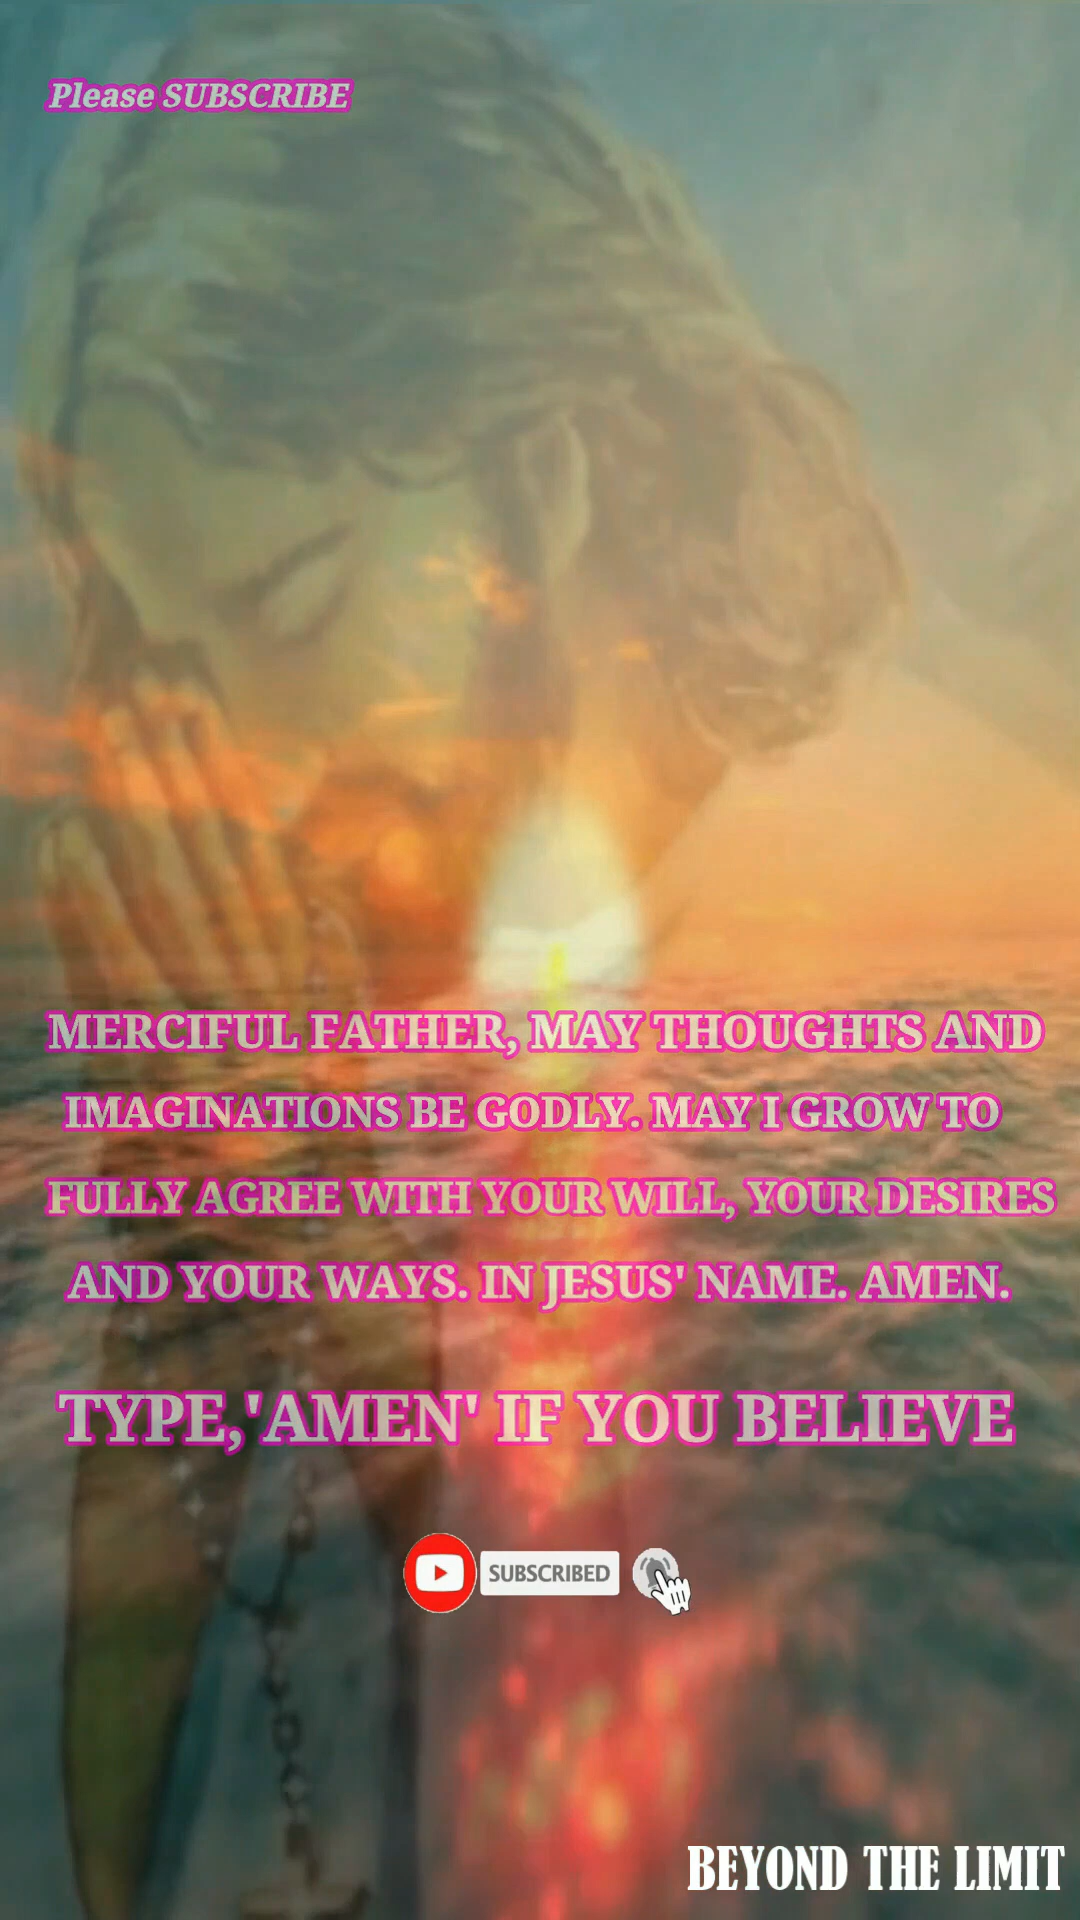 Please SUBSCRIBE
MERCIFUL FATHER, MAY THOUGHTS AND
IMAGINATIONS BE GODLY. MAY I GROW TO
FULLY AGREE WITH YOUR WILL, YOUR DESIRES
AND YOUR WAYS. IN JESUS' NAME. AMEN.
TYPE,'AMEN' IF YOU BELIEVE
SUBSCRIBED
BEYOND THE LIMIT